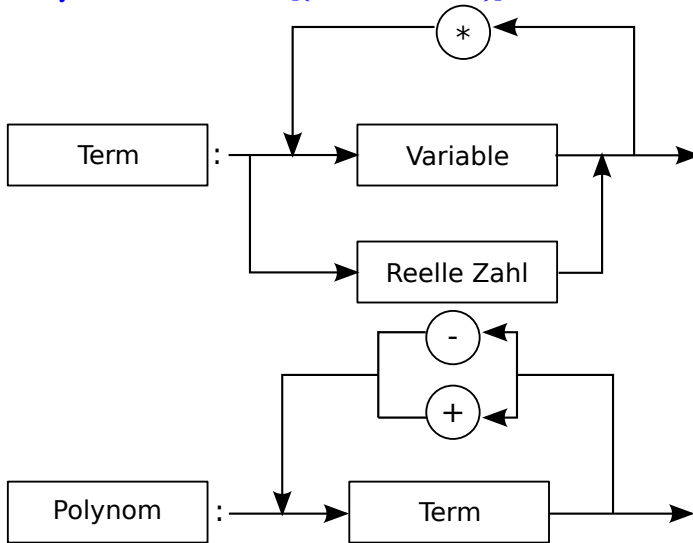 *
Term : Variable
Reelle Zahl
-
+
Polynom : Term